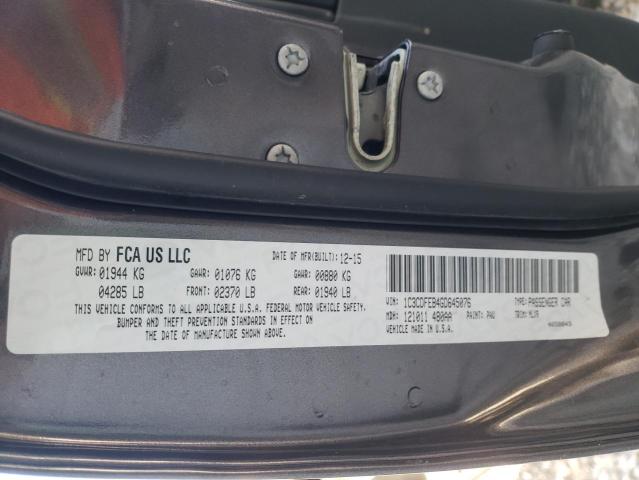 MFD BY FCA US LLC DATE OF MFR(BUILT): 12-15
GVWR: 01944 KG GAWR: 01076 KG GAWR: 00880 KG
04285 LB FRONT: 02370 LB REAR: 01940 LB
THIS VEHICLE CONFORMS TO ALL APPLICABLE U.S.A. FEDERAL MOTOR VEHICLE SAFETY,
BUMPER AND THEFT PREVENTION STANDARDS IN EFFECT ON
THE DATE OF MANUFACTURE SHOWN ABOVE.
VIN: 1C3CDFEB4GD645076 TYPE: PASSENGER CAR
MDH: 121011 480AA PAINT: PAU TRIM:
MADE IN U.S.A.